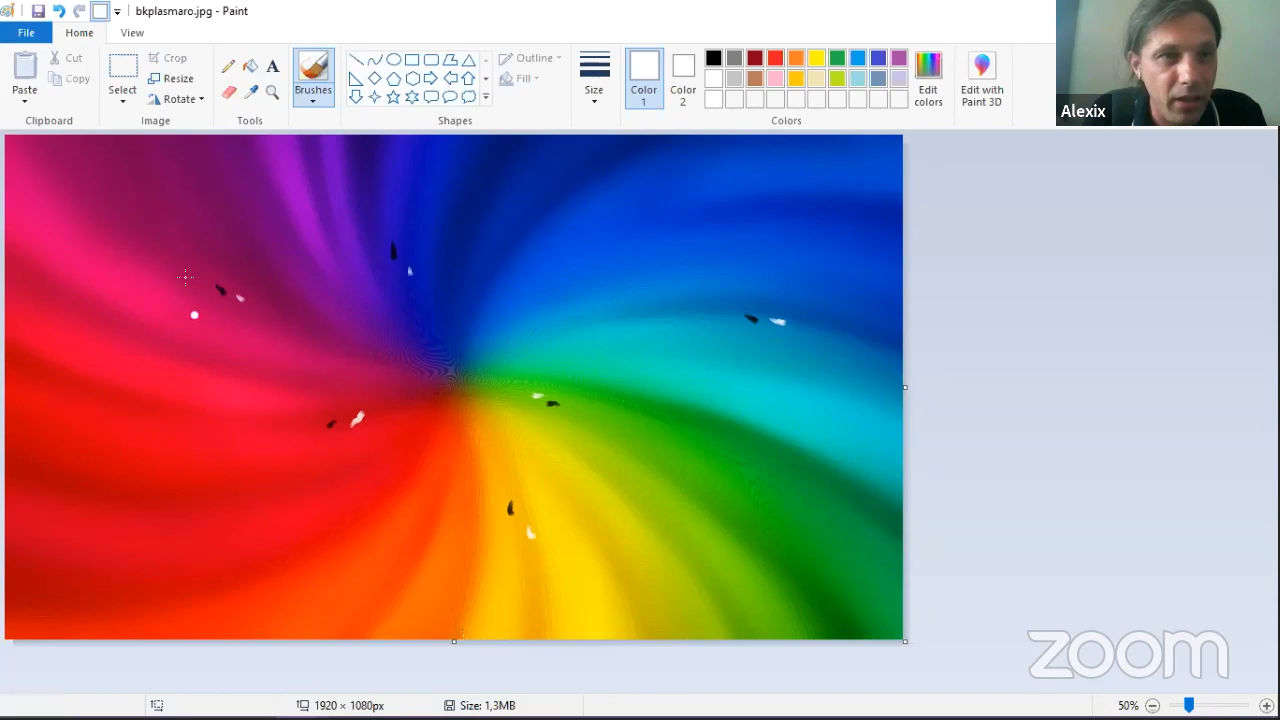 bkplasmaro.jpg - Paint
File Home View
Paste
Cut
Copy
Clipboard
Select
Crop
Resize
Rotate
Image
A
Tools
Brushes
Outline
Fill
Shapes
Size
Color 1
Color 2
Edit colors
Colors
Edit with Paint 3D
Alexix
zoom
1920 × 1080px
Size: 1,3MB
50%